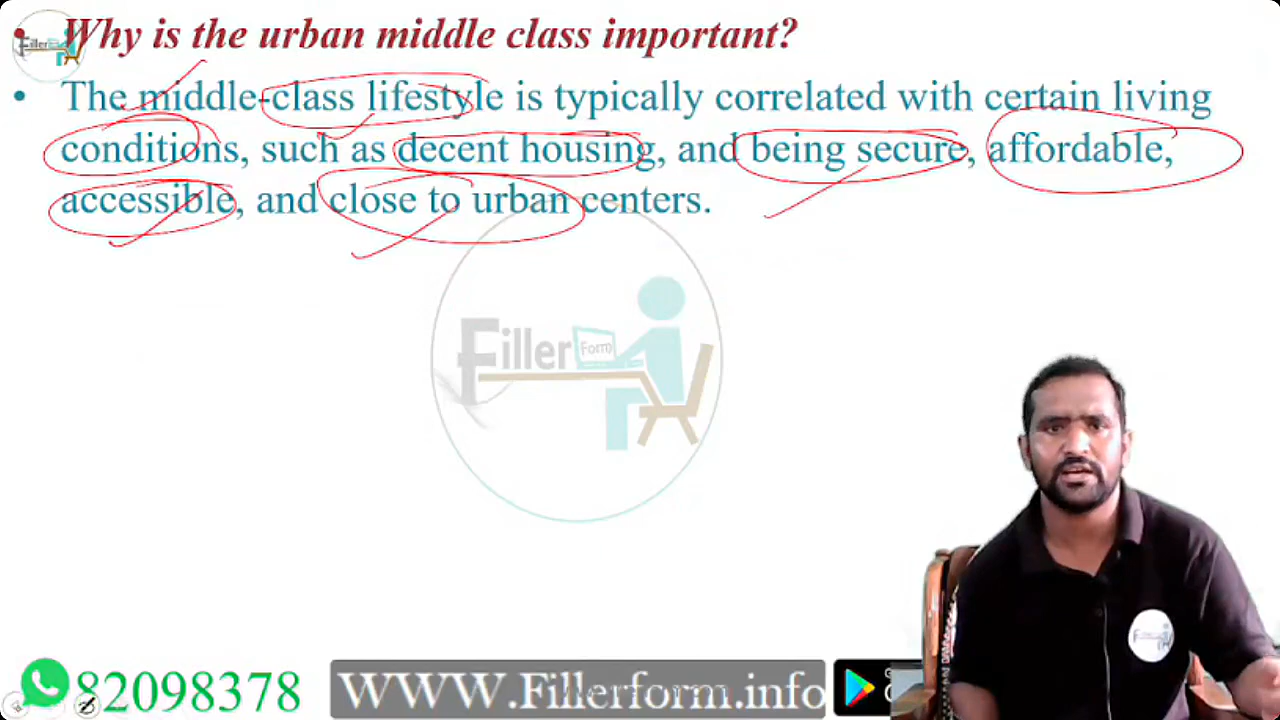 Why is the urban middle class important?
• The middle-class lifestyle is typically correlated with certain living
conditions, such as decent housing, and being secure, affordable,
accessible, and close to urban centers.
Filler Form
82098378
WWW.Fillerform.info